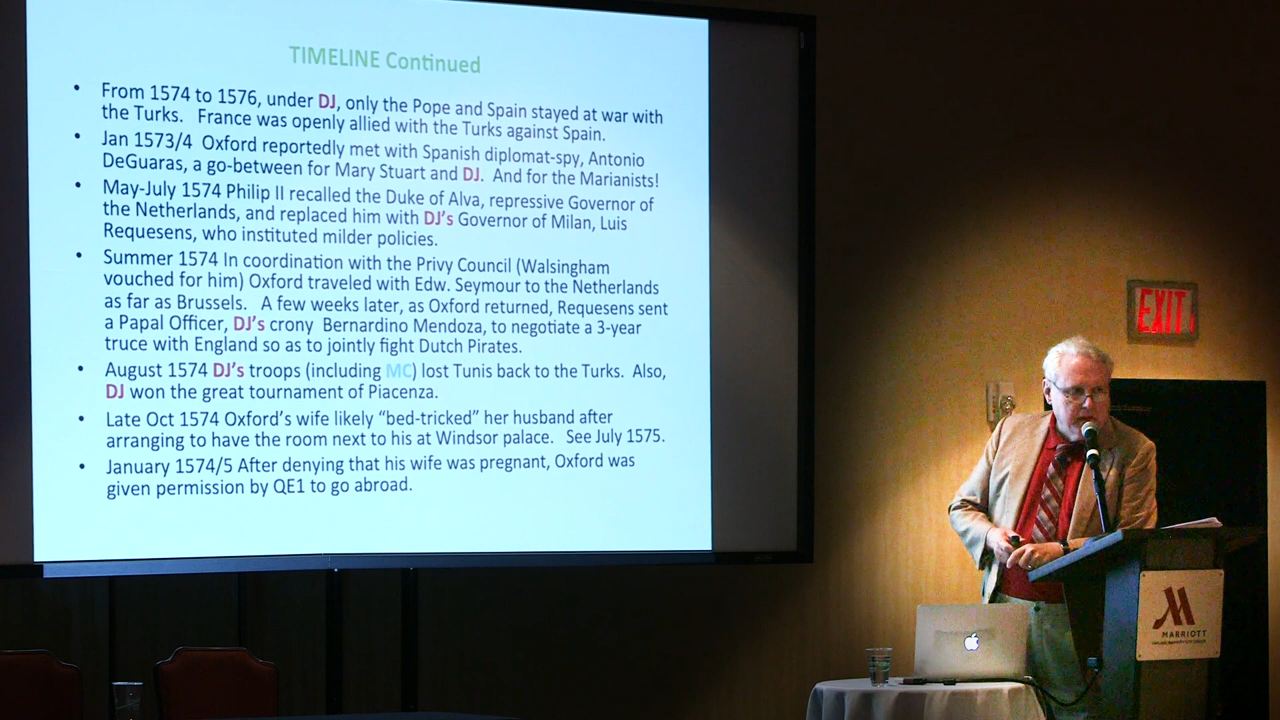 TIMELINE Continued
• From 1574 to 1576, under DJ, only the Pope and Spain stayed at war with
the Turks. France was openly allied with the Turks against Spain.
• Jan 1573/4 Oxford reportedly met with Spanish diplomat-spy, Antonio
DeGuaras, a go-between for Mary Stuart and DJ. And for the Marianists!
• May-July 1574 Philip II recalled the Duke of Alva, repressive Governor of
the Netherlands, and replaced him with DJ's Governor of Milan, Luis
Requesens, who instituted milder policies.
• Summer 1574 In coordination with the Privy Council (Walsingham
vouched for him) Oxford traveled with Edw. Seymour to the Netherlands
as far as Brussels. A few weeks later, as Oxford returned, Requesens sent
a Papal Officer, DJ's crony Bernardino Mendoza, to negotiate a 3-year
truce with England so as to jointly fight Dutch Pirates.
• August 1574 DJ's troops (including MC) lost Tunis back to the Turks. Also,
DJ won the great tournament of Piacenza.
• Late Oct 1574 Oxford's wife likely "bed-tricked" her husband after
arranging to have the room next to his at Windsor palace. See July 1575.
• January 1574/5 After denying that his wife was pregnant, Oxford was
given permission by QE1 to go abroad.
EXIT
MARRIOTT